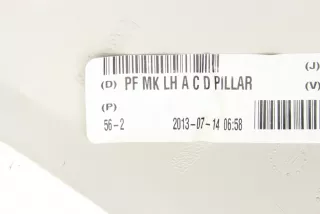 (J)
(D) PF MK LH A C D PILLAR
(V)
(P)
56-2 2013-07-14 06:58